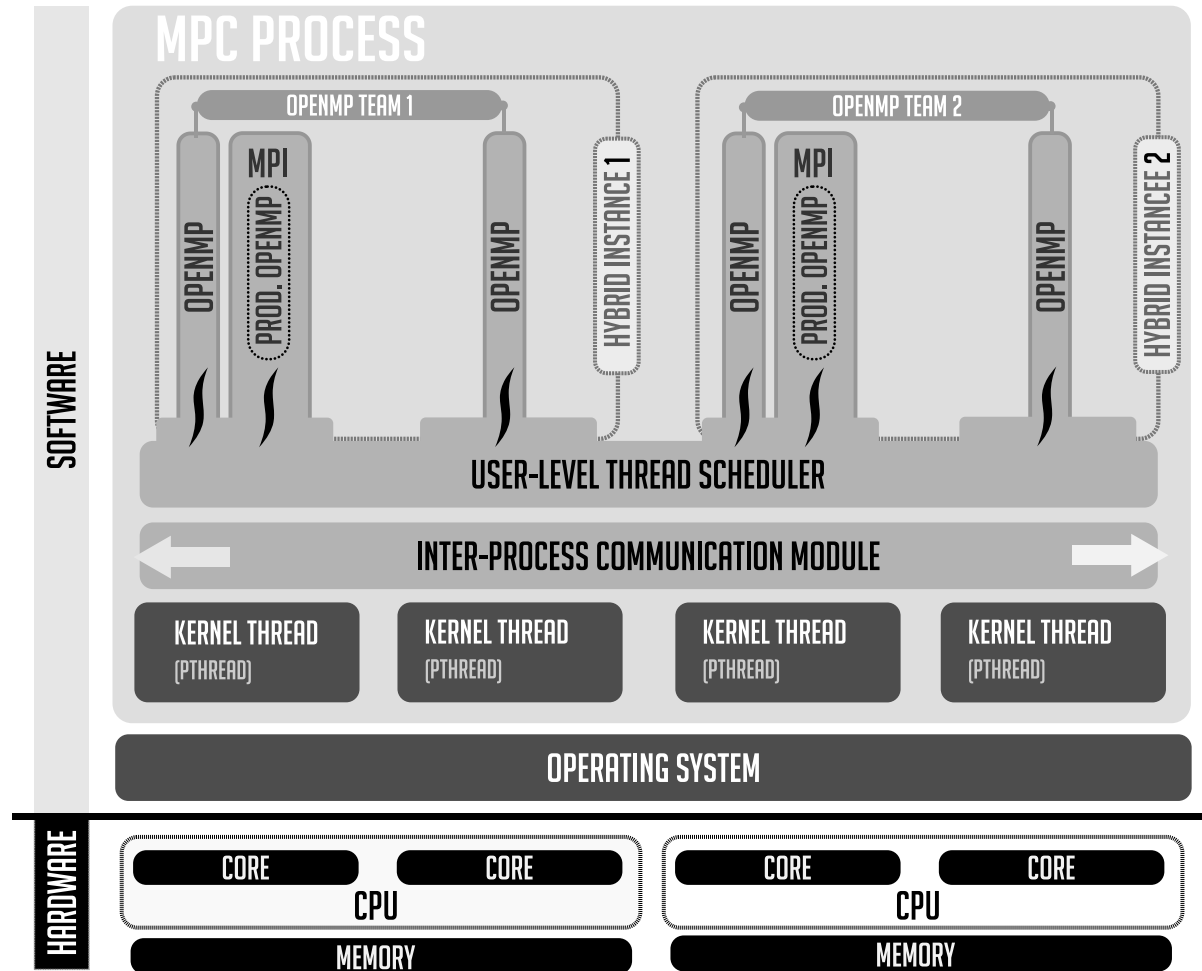 MPC PROCESS
OPENMP TEAM 1
OPENMP TEAM 2
OPENMP
MPI
PROD. OPENMP
OPENMP
HYBRID INSTANCE 1
OPENMP
MPI
PROD. OPENMP
OPENMP
HYBRID INSTANCEE 2
SOFTWARE
USER-LEVEL THREAD SCHEDULER
INTER-PROCESS COMMUNICATION MODULE
KERNEL THREAD
(PTHREAD)
KERNEL THREAD
(PTHREAD)
KERNEL THREAD
(PTHREAD)
KERNEL THREAD
(PTHREAD)
OPERATING SYSTEM
HARDWARE
CORE
CORE
CPU
MEMORY
CORE
CORE
CPU
MEMORY